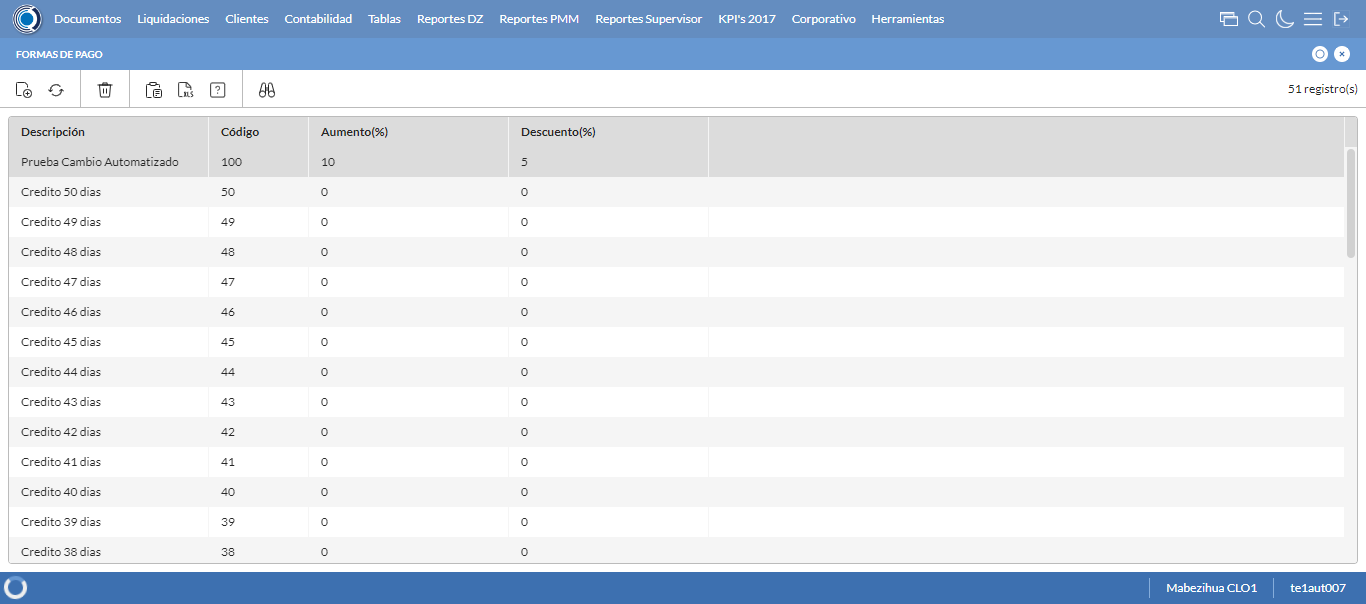 Documentos Liquidaciones Clientes Contabilidad Tablas Reportes DZ Reportes PMM Reportes Supervisor KPI's 2017 Corporativo Herramientas
FORMAS DE PAGO
XLS
?
51 registro(s)
Descripción Código Aumento(%) Descuento(%)
Prueba Cambio Automatizado 100 10 5
Credito 50 dias 50 0 0
Credito 49 dias 49 0 0
Credito 48 dias 48 0 0
Credito 47 dias 47 0 0
Credito 46 dias 46 0 0
Credito 45 dias 45 0 0
Credito 44 dias 44 0 0
Credito 43 dias 43 0 0
Credito 42 dias 42 0 0
Credito 41 dias 41 0 0
Credito 40 dias 40 0 0
Credito 39 dias 39 0 0
Credito 38 dias 38 0 0
Mabezihua CLO1 te1aut007